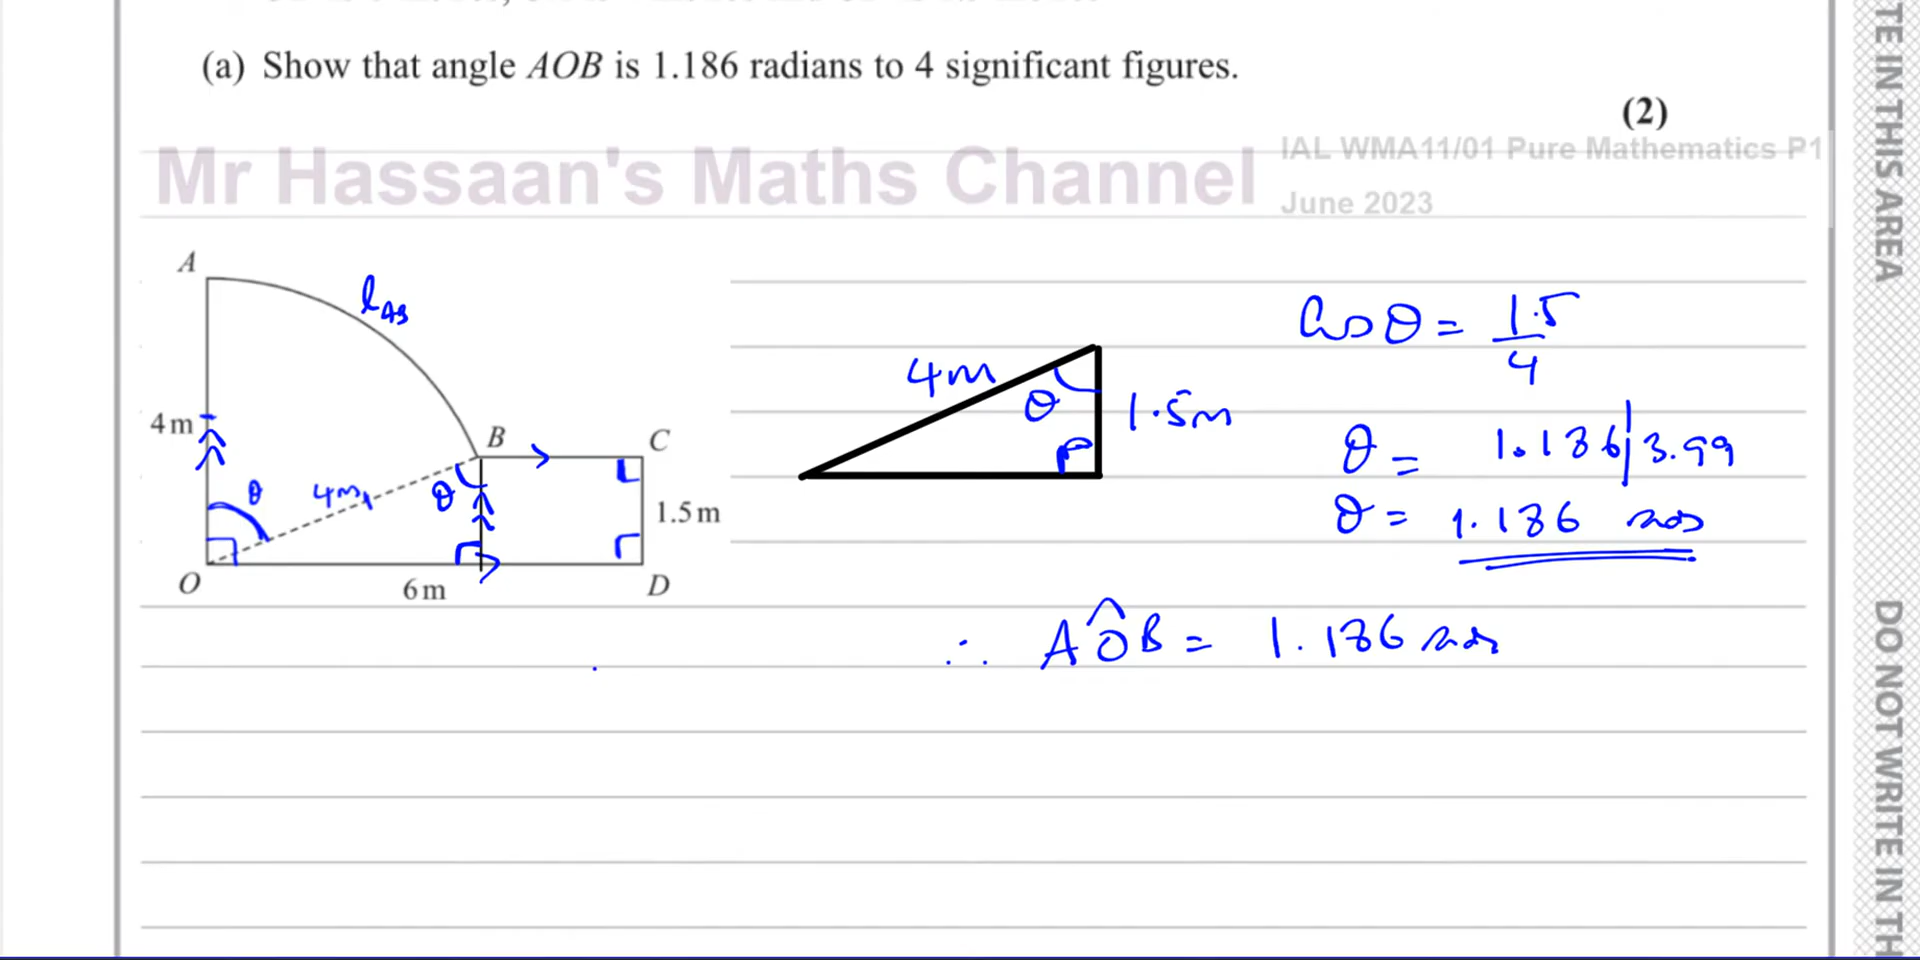 (a) Show that angle AOB is 1.186 radians to 4 significant figures.
(2)
Mr Hassaan's Maths Channel
IAL WMA11/01 Pure Mathematics P1
June 2023
A
l AB
4 m
B
C
θ
4m
θ
1.5 m
O
6 m
D
4m
θ
1.5m
Cos θ = 1.5/4
θ = 1.186|3.99
θ = 1.186 rads
∴ AÔB = 1.186 rads
TE IN THIS AREA
DO NOT WRITE IN TH